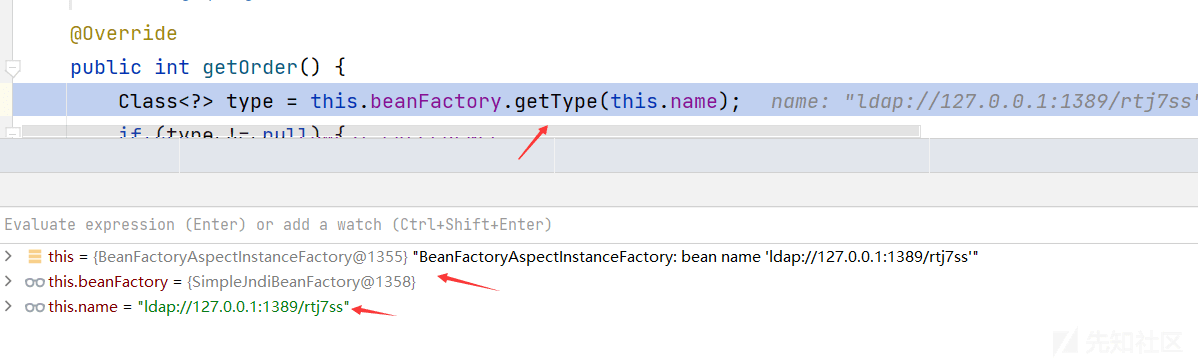 @Override
public int getOrder() {
Class<?> type = this.beanFactory.getType(this.name); name: "ldap://127.0.0.1:1389/rtj7ss"
if (type != null) {
Evaluate expression (Enter) or add a watch (Ctrl+Shift+Enter)
this = {BeanFactoryAspectInstanceFactory@1355} "BeanFactoryAspectInstanceFactory: bean name 'ldap://127.0.0.1:1389/rtj7ss'"
this.beanFactory = {SimpleJndiBeanFactory@1358}
this.name = "ldap://127.0.0.1:1389/rtj7ss"
先知社区